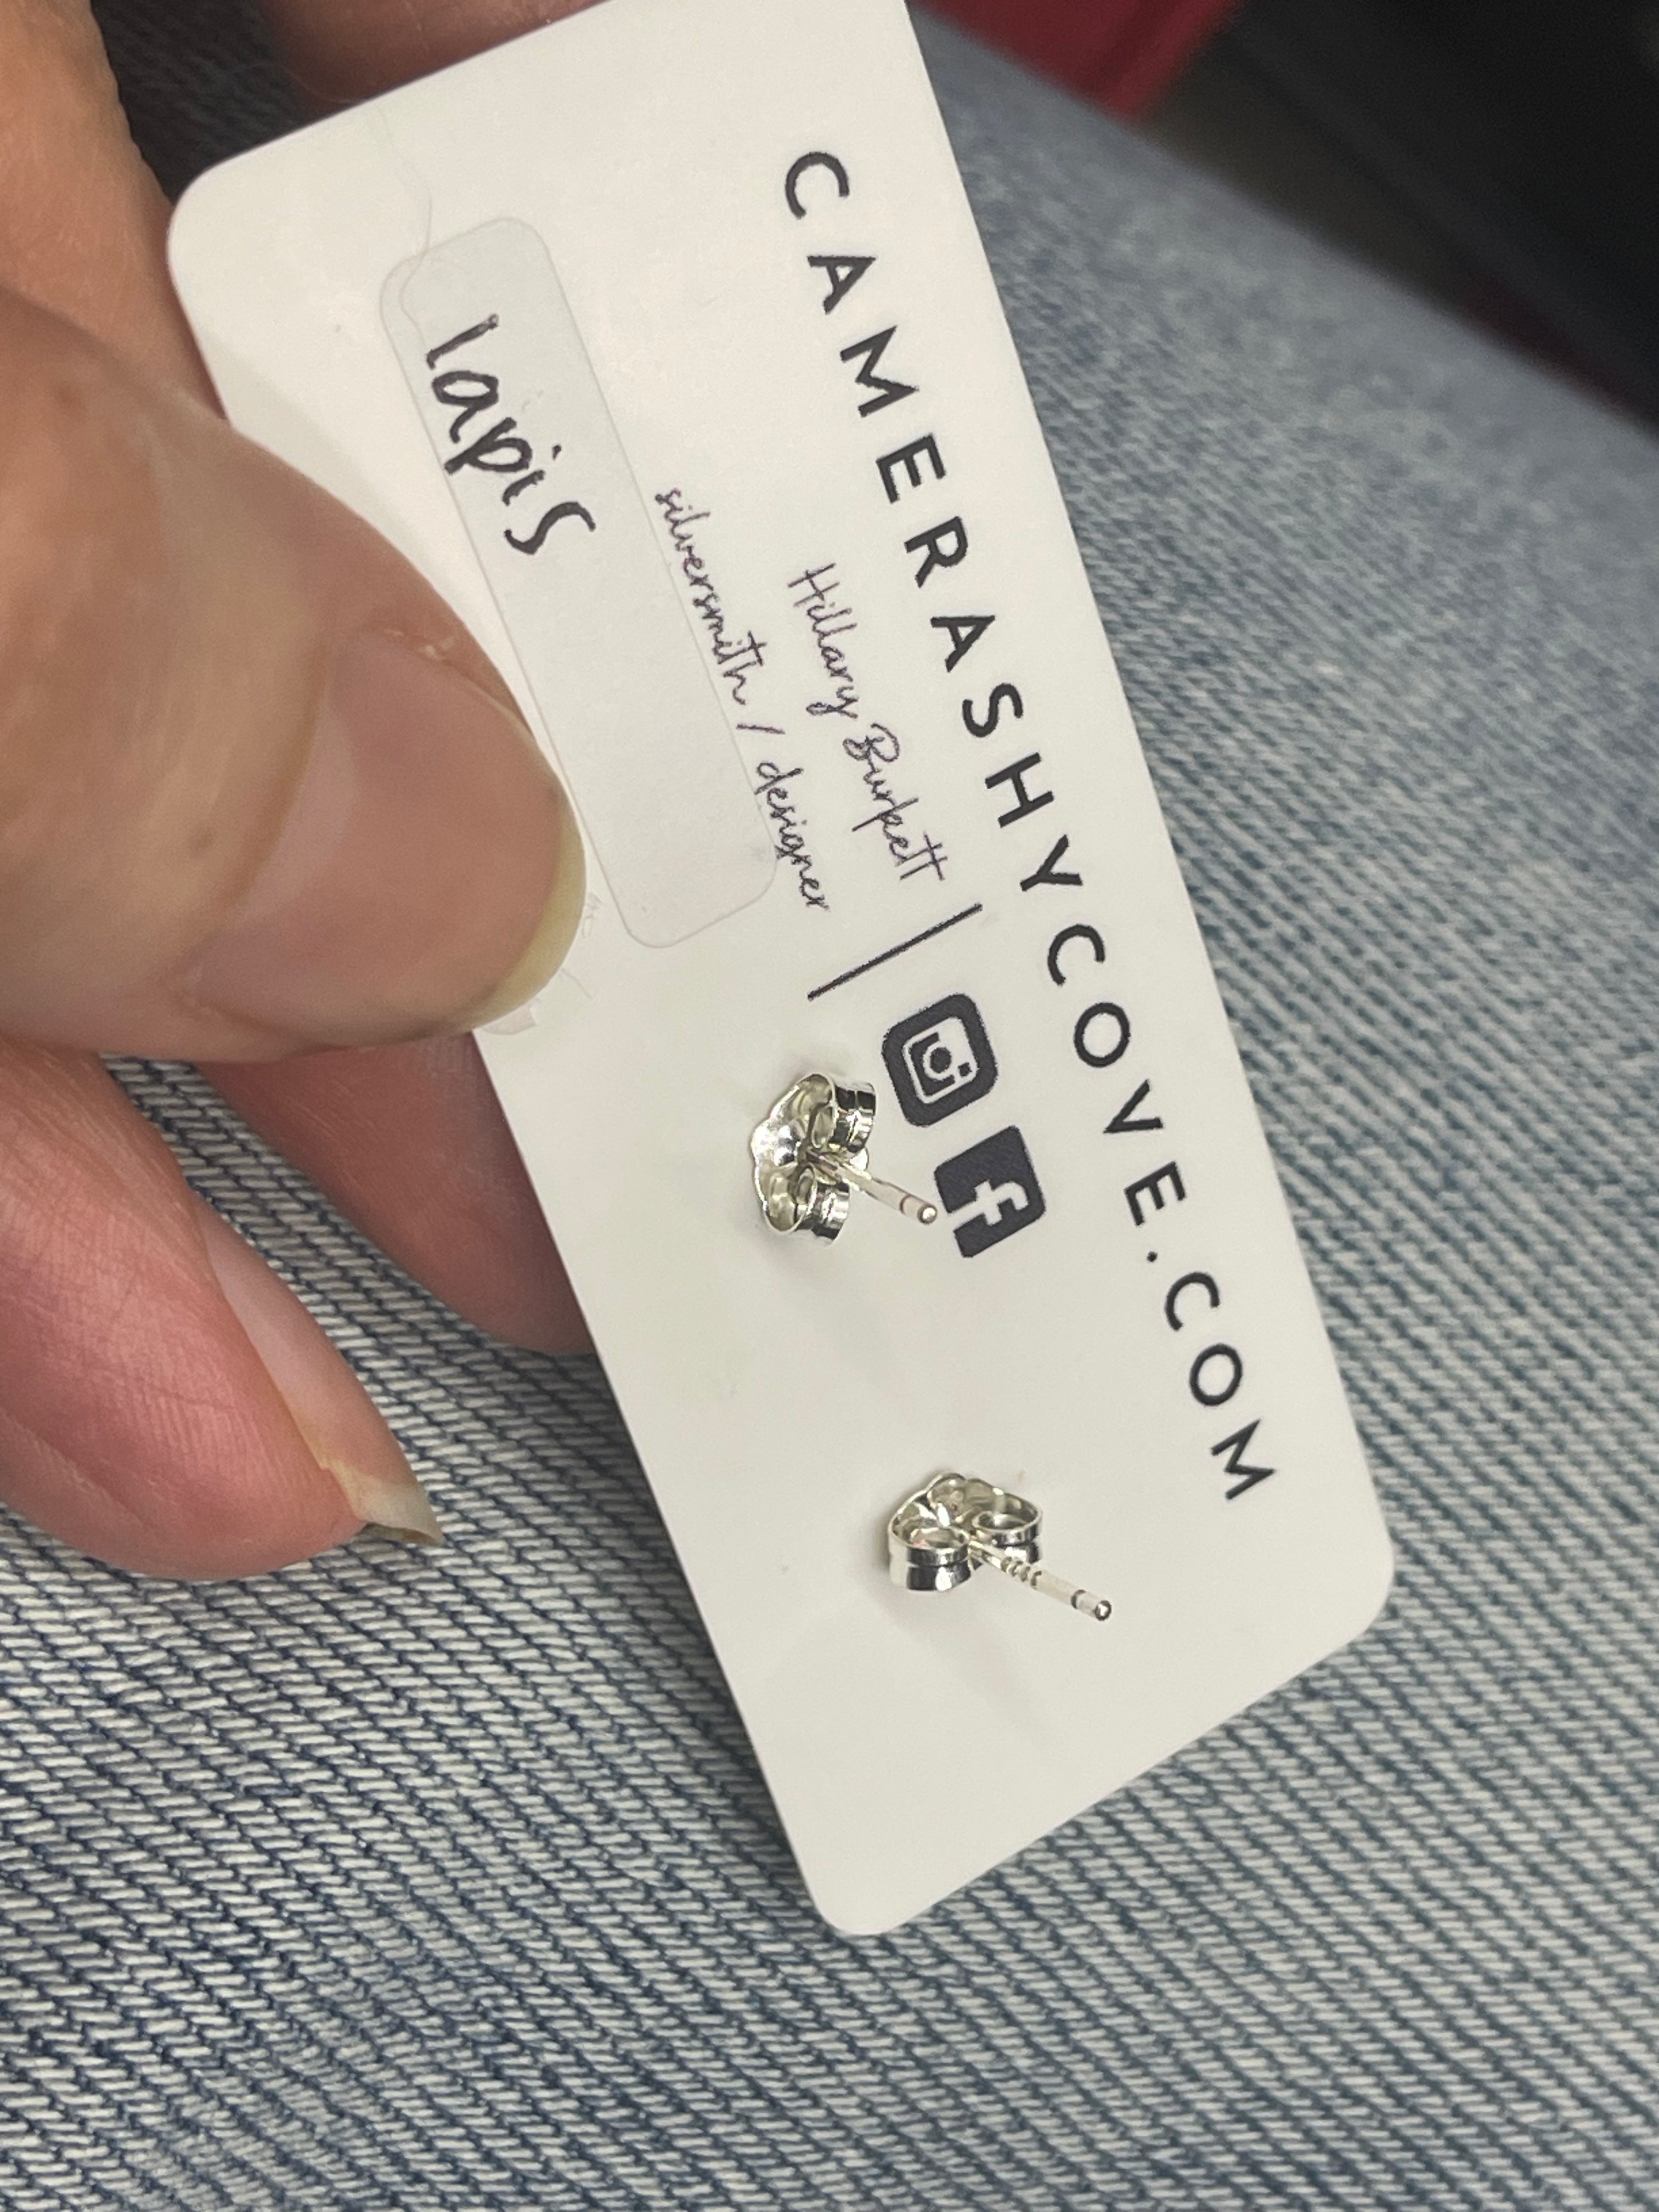 CAMERASHYCOVE.COM
Hillary Burkett
silversmith / designer
lapis